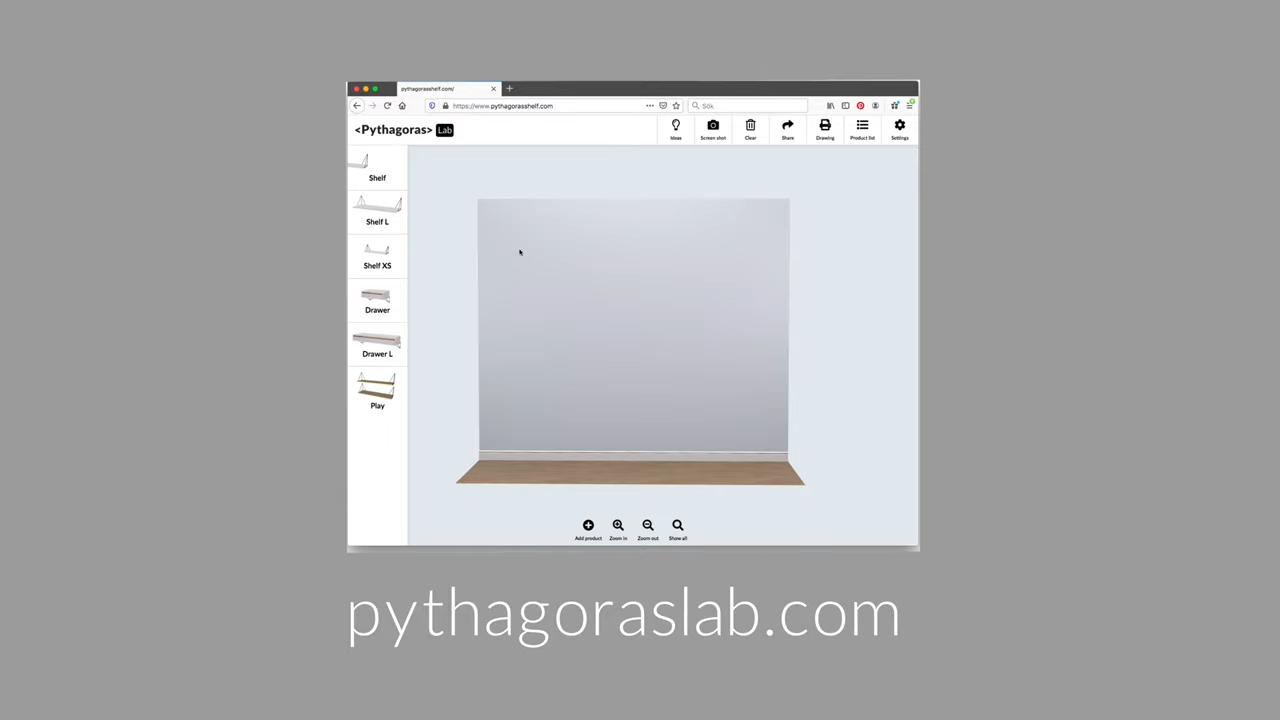 pythagorasshelf.com/
https://www.pythagorasshelf.com
Sök
<Pythagoras> Lab
Ideas
Screen shot
Clear
Share
Drawing
Product list
Settings
Shelf
Shelf L
Shelf XS
Drawer
Drawer L
Play
Add product
Zoom in
Zoom out
Show all
pythagoraslab.com